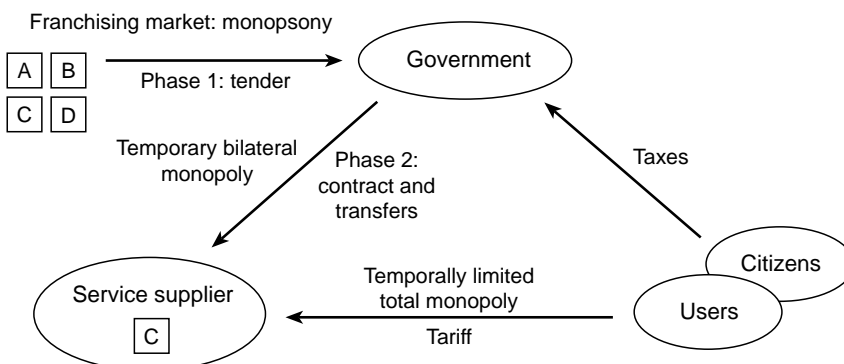 Franchising market: monopsony
A B
C D
Phase 1: tender
Government
Temporary bilateral
monopoly
Phase 2:
contract and
transfers
Taxes
Citizens
Users
Temporally limited
total monopoly
Tariff
Service supplier
C